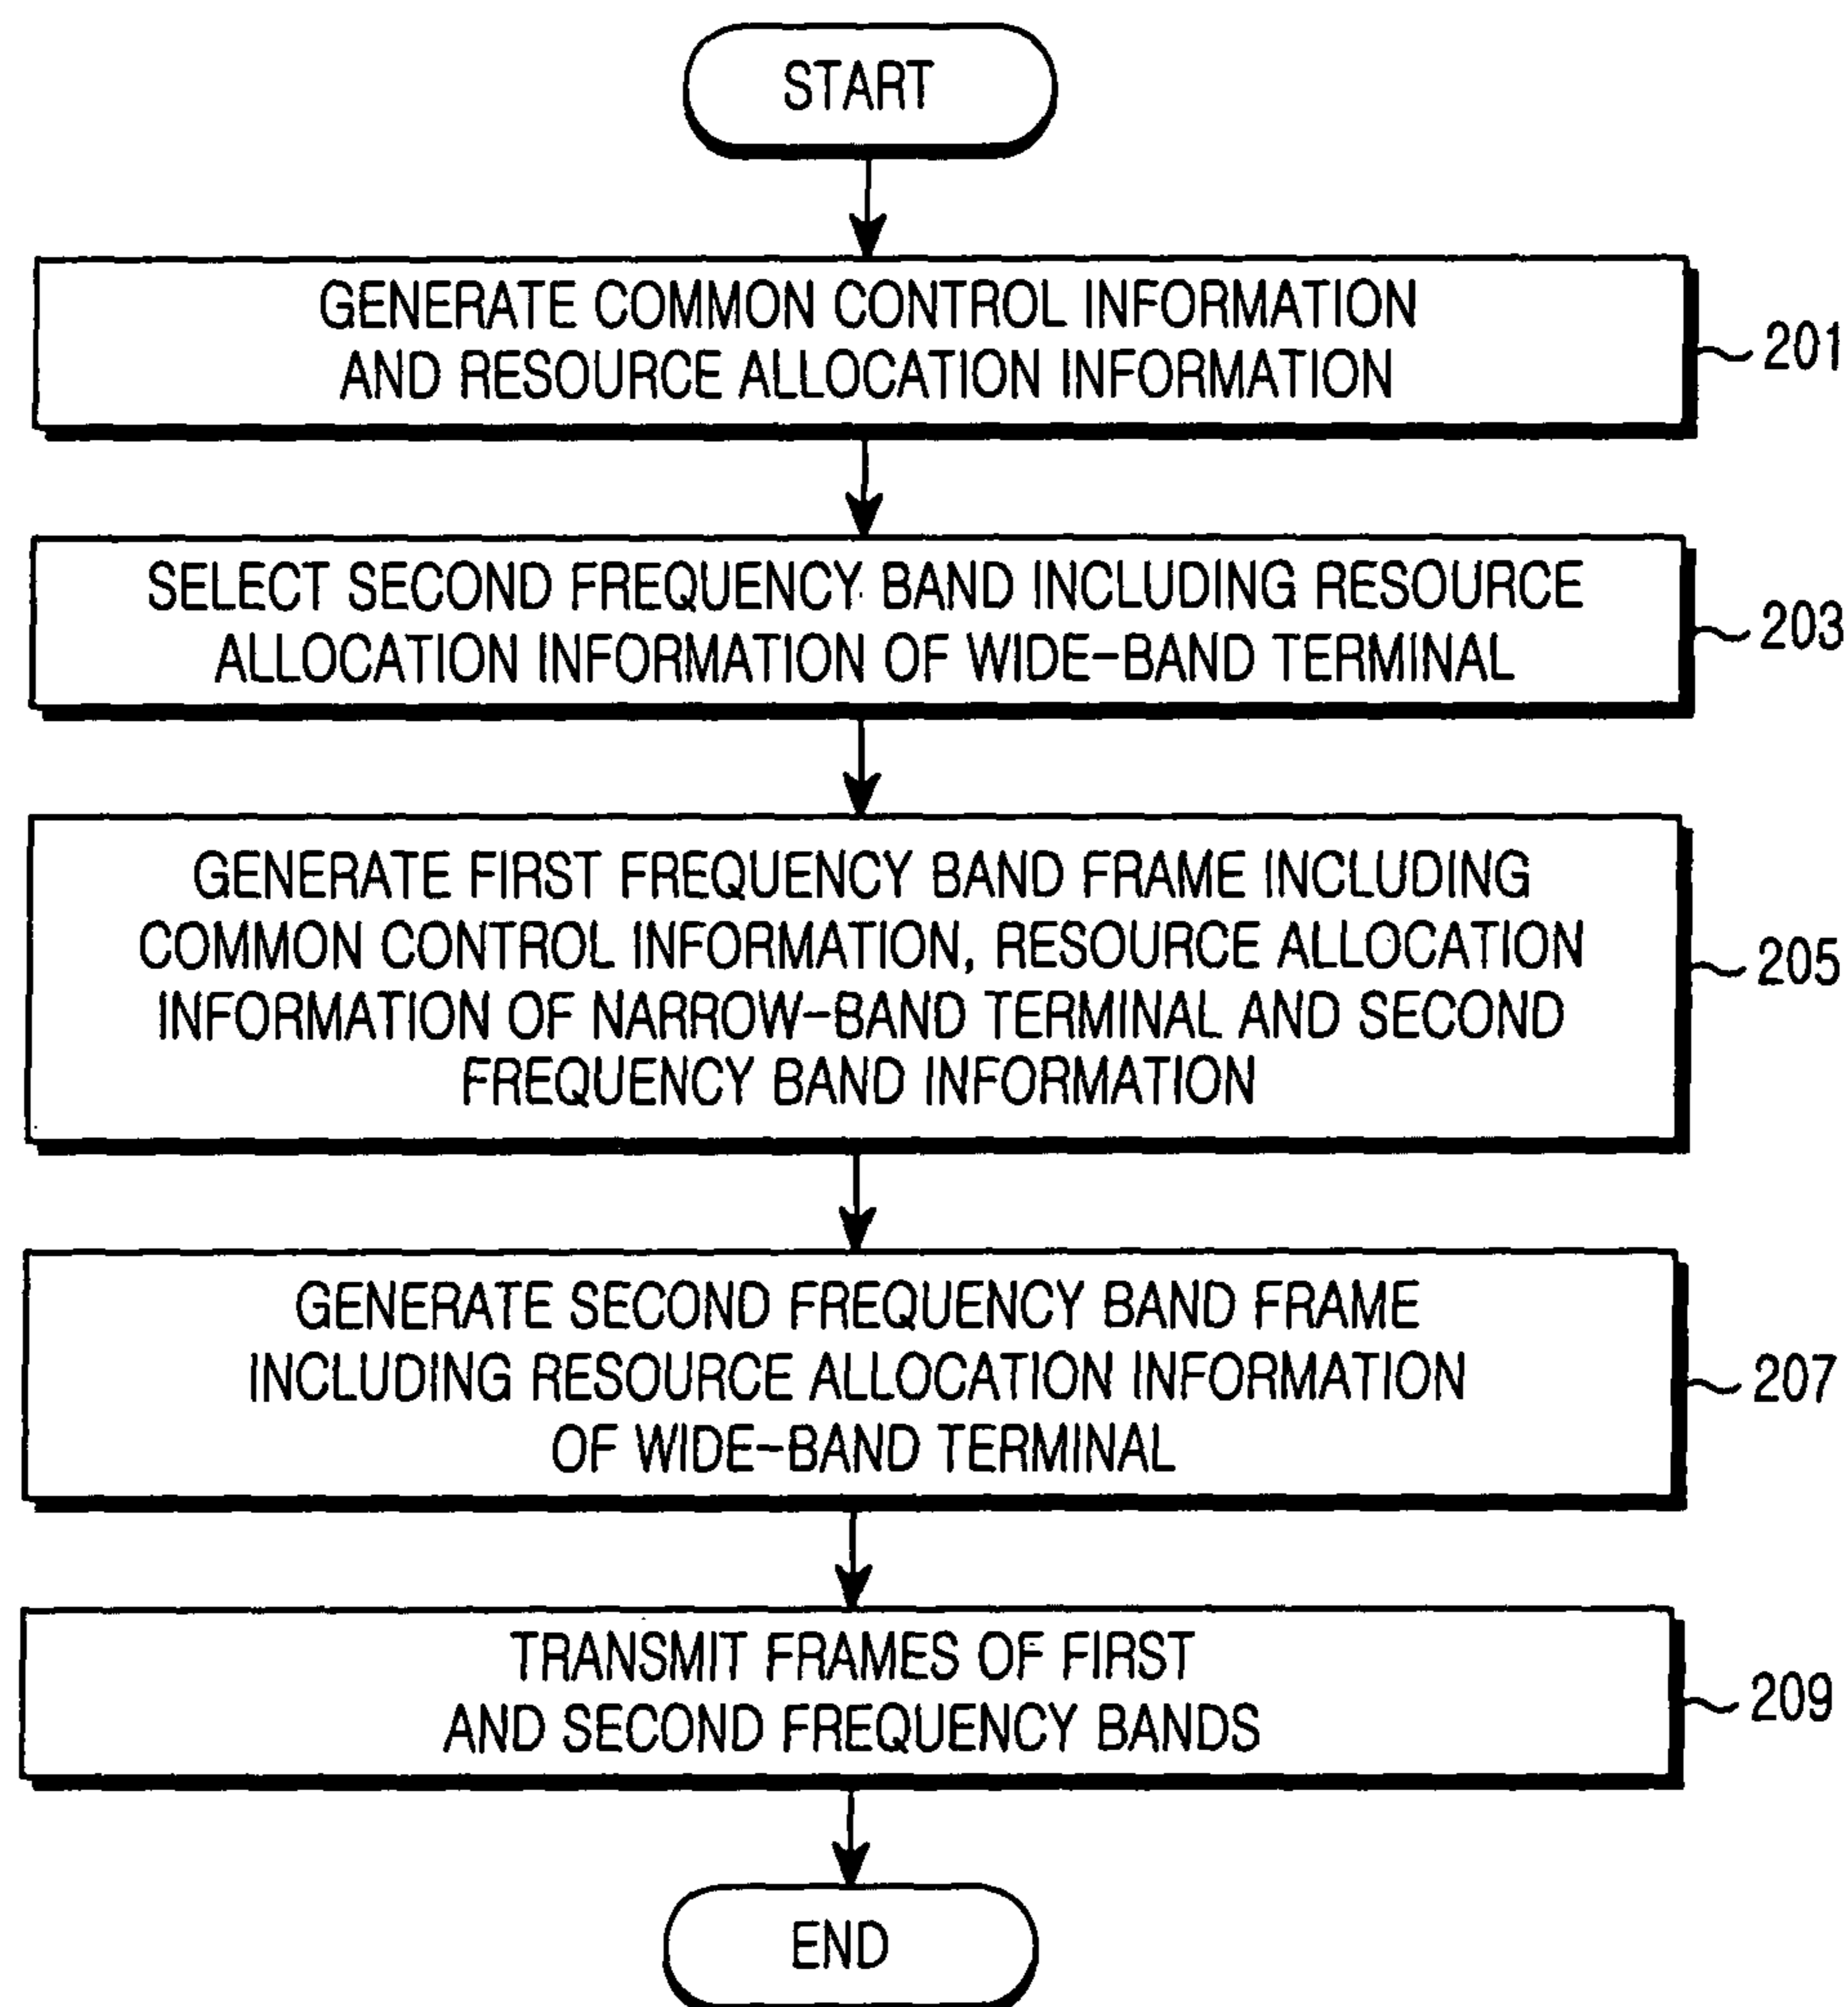 START
GENERATE COMMON CONTROL INFORMATION
AND RESOURCE ALLOCATION INFORMATION
201
SELECT SECOND FREQUENCY BAND INCLUDING RESOURCE
ALLOCATION INFORMATION OF WIDE-BAND TERMINAL
203
GENERATE FIRST FREQUENCY BAND FRAME INCLUDING
COMMON CONTROL INFORMATION, RESOURCE ALLOCATION
INFORMATION OF NARROW-BAND TERMINAL AND SECOND
FREQUENCY BAND INFORMATION
205
GENERATE SECOND FREQUENCY BAND FRAME
INCLUDING RESOURCE ALLOCATION INFORMATION
OF WIDE-BAND TERMINAL
207
TRANSMIT FRAMES OF FIRST
AND SECOND FREQUENCY BANDS
209
END